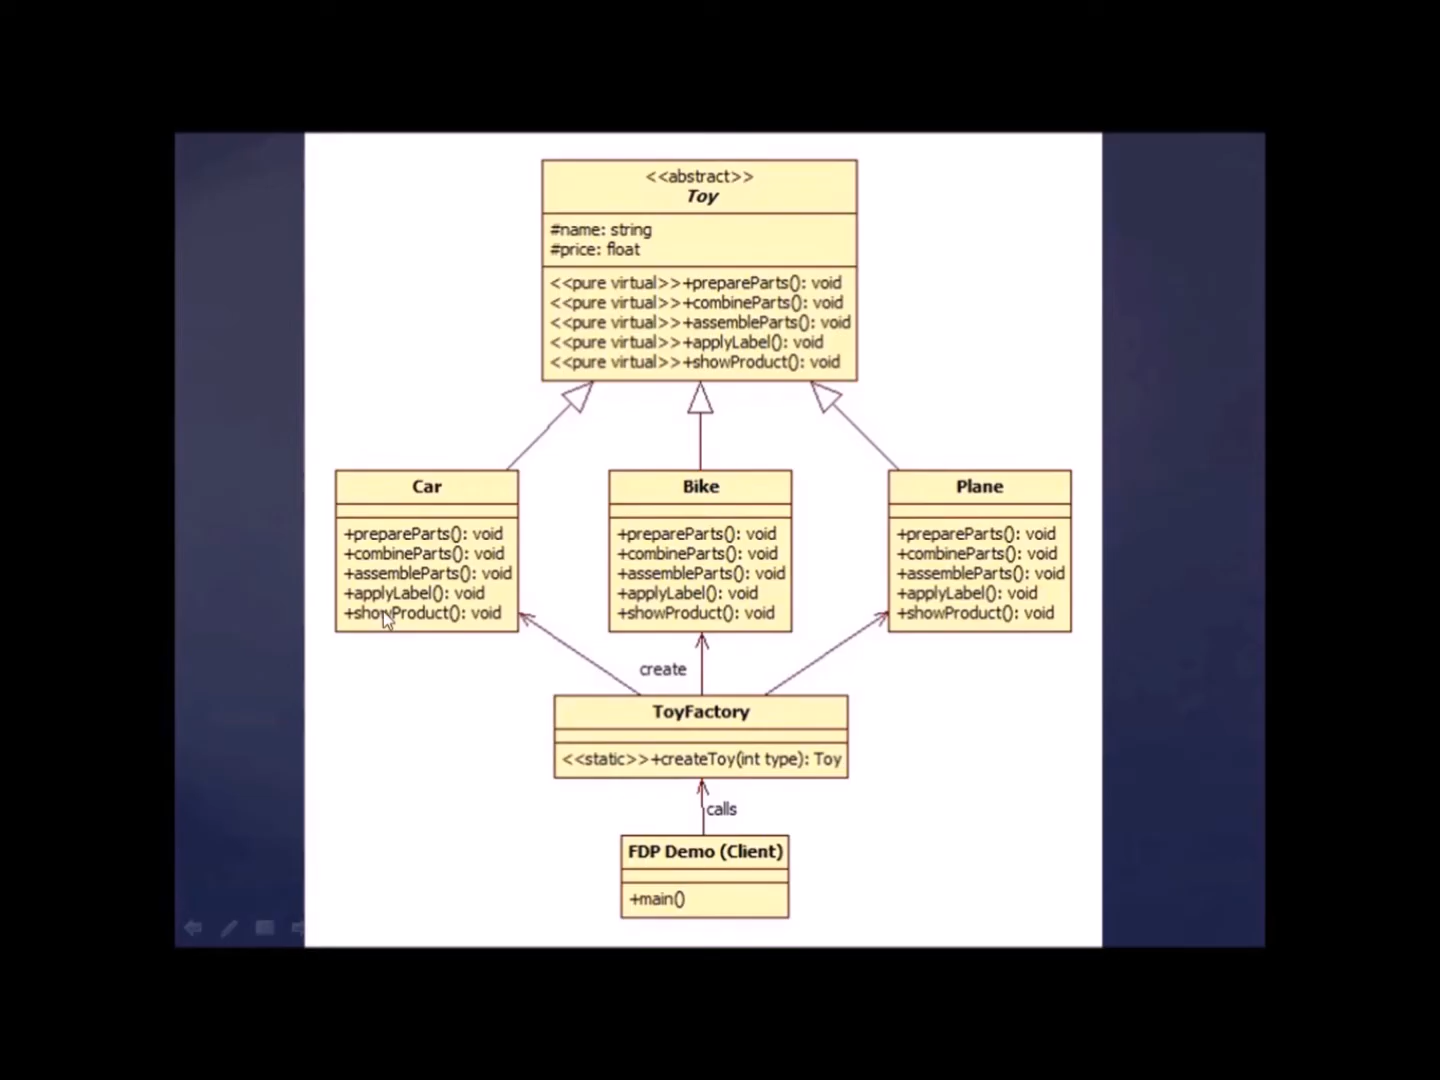 <<abstract>>
Toy
#name: string
#price: float
<<pure virtual>>+prepareParts(): void
<<pure virtual>>+combineParts(): void
<<pure virtual>>+assembleParts(): void
<<pure virtual>>+applyLabel(): void
<<pure virtual>>+showProduct(): void
Car
+prepareParts(): void
+combineParts(): void
+assembleParts(): void
+applyLabel(): void
+showProduct(): void
Bike
+prepareParts(): void
+combineParts(): void
+assembleParts(): void
+applyLabel(): void
+showProduct(): void
Plane
+prepareParts(): void
+combineParts(): void
+assembleParts(): void
+applyLabel(): void
+showProduct(): void
create
ToyFactory
<<static>>+createToy(int type): Toy
calls
FDP Demo (Client)
+main()